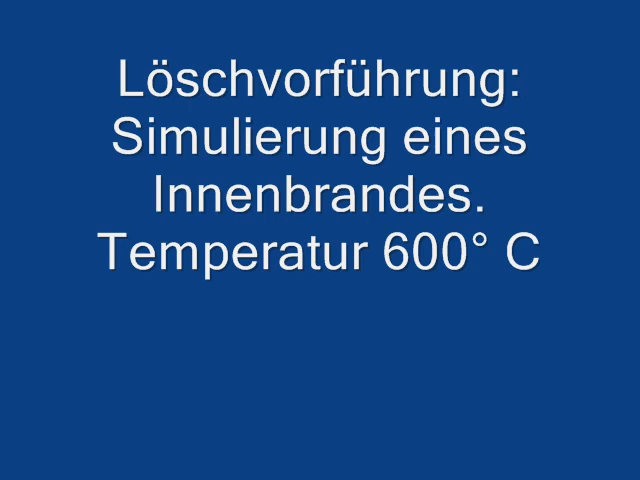 Löschvorführung:
Simulierung eines
Innenbrandes.
Temperatur 600° C